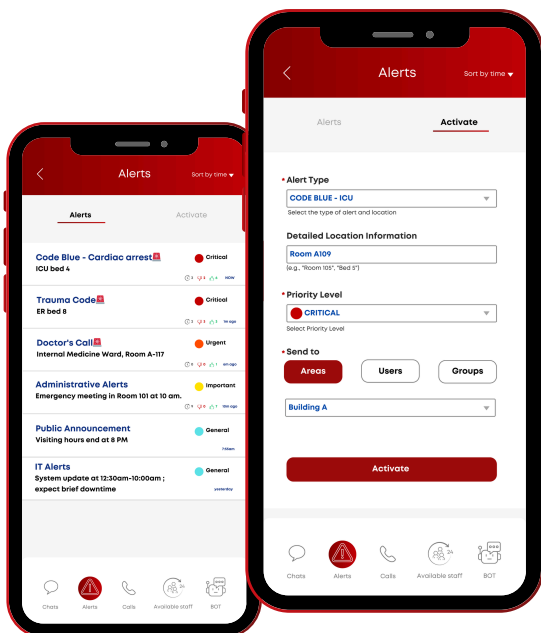 Alerts
Sort by time
Alerts
Activate
Code Blue - Cardiac arrest
Critical
ICU bed 4
NOW
Trauma Code
Critical
ER bed 8
1m ago
Doctor's Call
Urgent
Internal Medicine Ward, Room A-117
Administrative Alerts
Important
Emergency meeting in Room 101 at 10 am.
Public Announcement
General
Visiting hours end at 8 PM
IT Alerts
General
System update at 12:30am-10:00am ;
expect brief downtime
yesterday
Chats
Alerts
Calls
24
Available staff
BOT
Alerts
Sort by time
Alerts
Activate
* Alert Type
CODE BLUE - ICU
Select the type of alert and location
Detailed Location Information
Room A109
(e.g., "Room 105", "Bed 5")
* Priority Level
CRITICAL
Select Priority Level
* Send to
Areas
Users
Groups
Building A
Activate
Chats
Alerts
Calls
24
Available staff
BOT